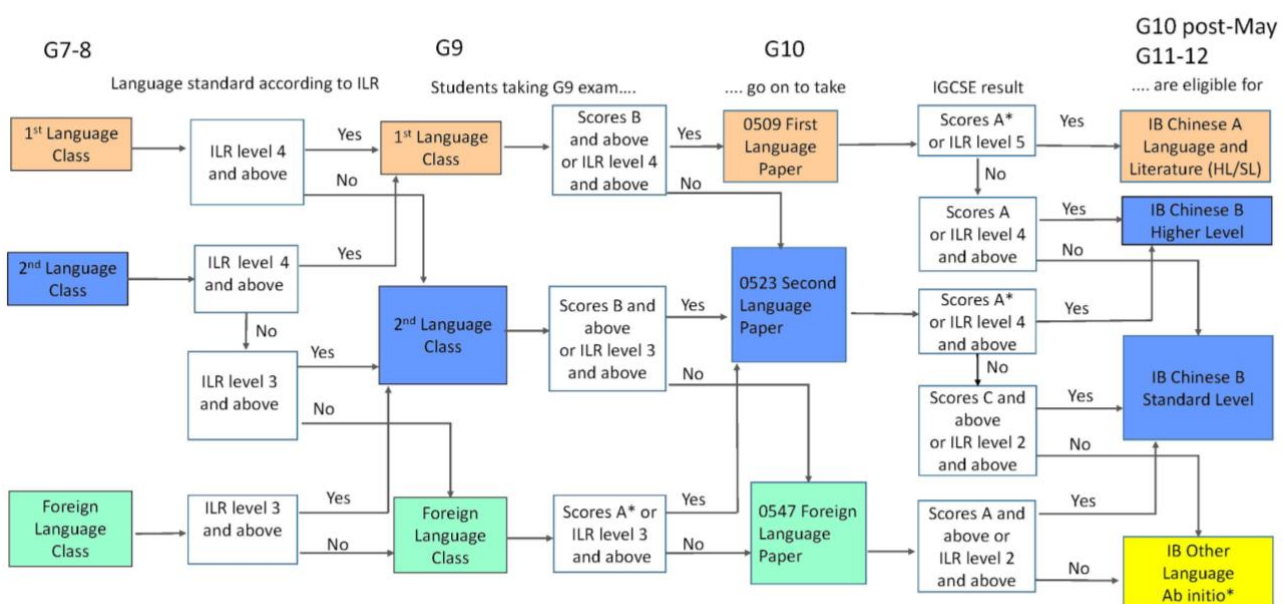 G7-8
G9
G10
G10 post-May
G11-12
Language standard according to ILR
Students taking G9 exam....
.... go on to take
IGCSE result
.... are eligible for
1st Language
Class
ILR level 4
and above
Yes
No
1st Language
Class
Scores B
and above
or ILR level 4
and above
Yes
No
0509 First
Language
Paper
Scores A*
or ILR level 5
Yes
No
IB Chinese A
Language and
Literature (HL/SL)
Scores A
or ILR level 4
and above
Yes
No
IB Chinese B
Higher Level
2nd Language
Class
ILR level 4
and above
Yes
No
ILR level 3
and above
Yes
No
2nd Language
Class
Scores B and
above
or ILR level 3
and above
Yes
No
0523 Second
Language
Paper
Scores A*
or ILR level 4
and above
Yes
No
Scores C and
above
or ILR level 2
and above
Yes
No
IB Chinese B
Standard Level
Foreign
Language
Class
ILR level 3
and above
Yes
No
Foreign
Language
Class
Scores A* or
ILR level 3
and above
Yes
No
0547 Foreign
Language
Paper
Scores A and
above or
ILR level 2
and above
Yes
No
IB Other
Language
Ab initio*